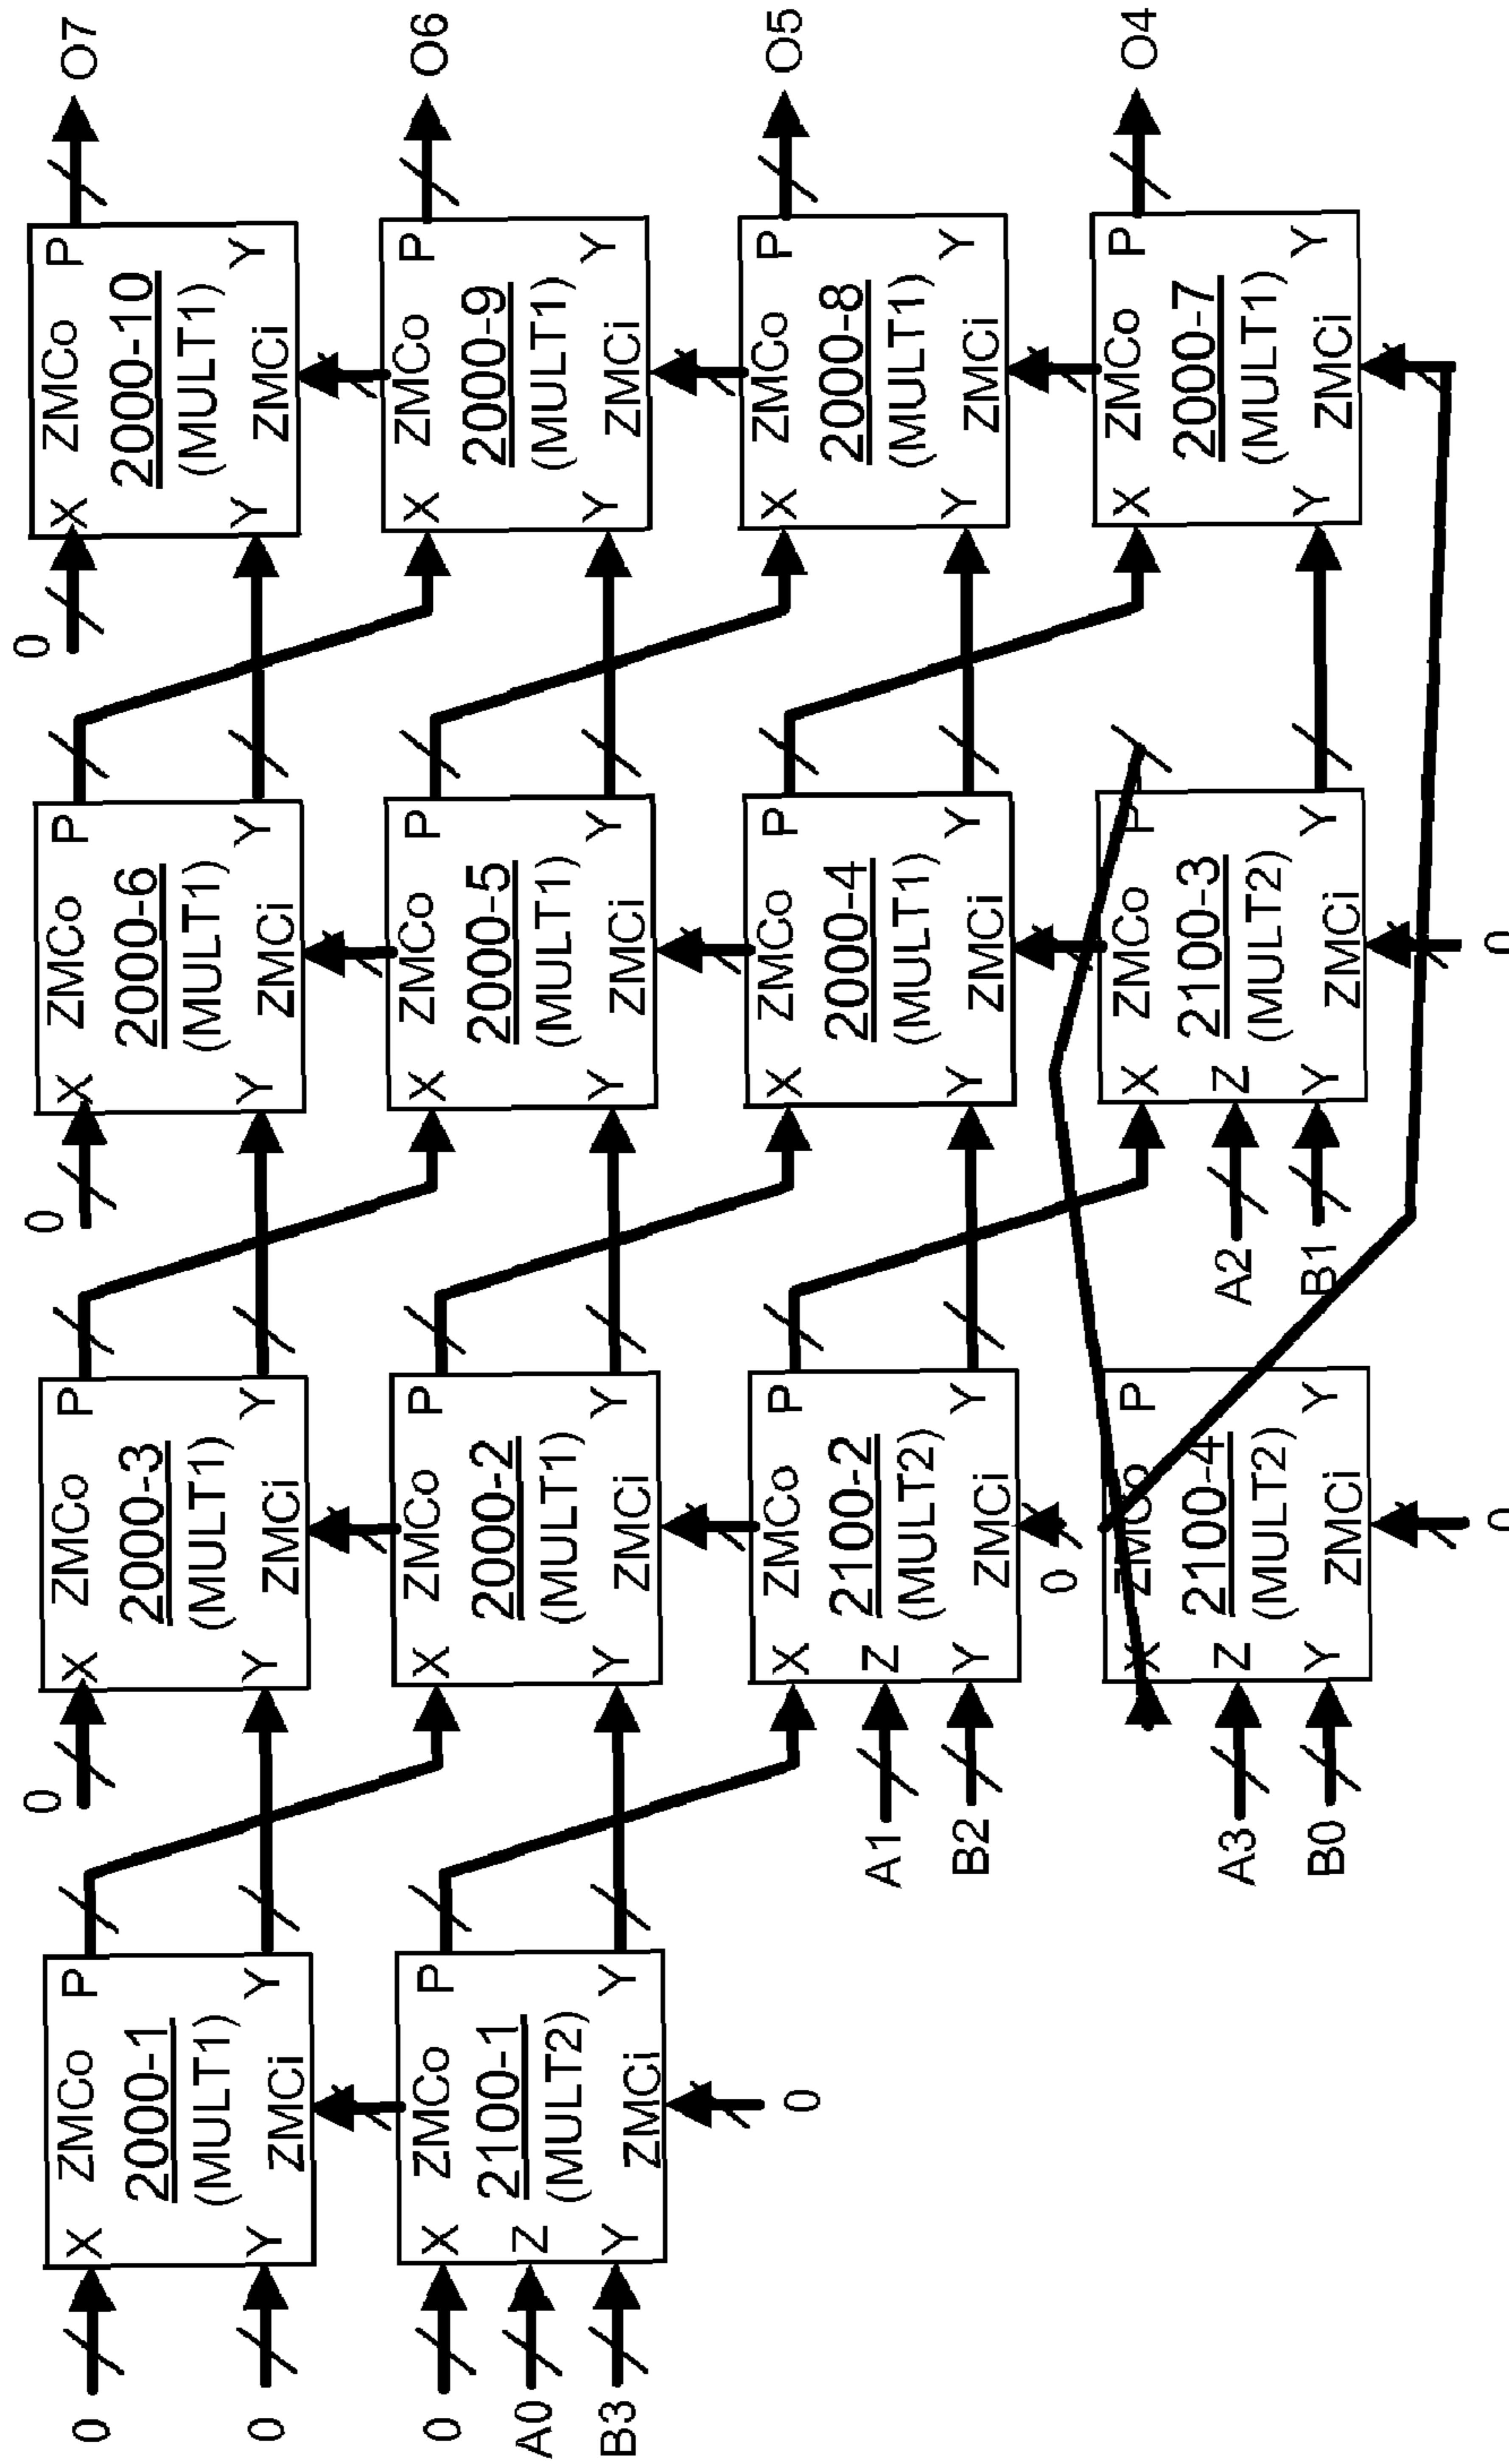 0
0
X ZMCo P
2000-1
(MULT1)
Y ZMCi Y
0
X ZMCo P
2000-3
(MULT1)
Y ZMCi Y
0
X ZMCo P
2000-6
(MULT1)
Y ZMCi Y
0
X ZMCo P
2000-10
(MULT1)
Y ZMCi Y
O7
0
A0
B3
X ZMCo P
Z 2100-1
(MULT2)
Y ZMCi Y
0
X ZMCo P
2000-2
(MULT1)
Y ZMCi Y
X ZMCo P
2000-5
(MULT1)
Y ZMCi Y
X ZMCo P
2000-9
(MULT1)
Y ZMCi Y
O6
A1
B2
X ZMCo P
Z 2100-2
(MULT2)
Y ZMCi Y
0
X ZMCo P
2000-4
(MULT1)
Y ZMCi Y
X ZMCo P
2000-8
(MULT1)
Y ZMCi Y
O5
A3
B0
X ZMCo P
Z 2100-4
(MULT2)
Y ZMCi Y
0
A2
B1
X ZMCo P
Z 2100-3
(MULT2)
Y ZMCi Y
0
X ZMCo P
2000-7
(MULT1)
Y ZMCi Y
O4